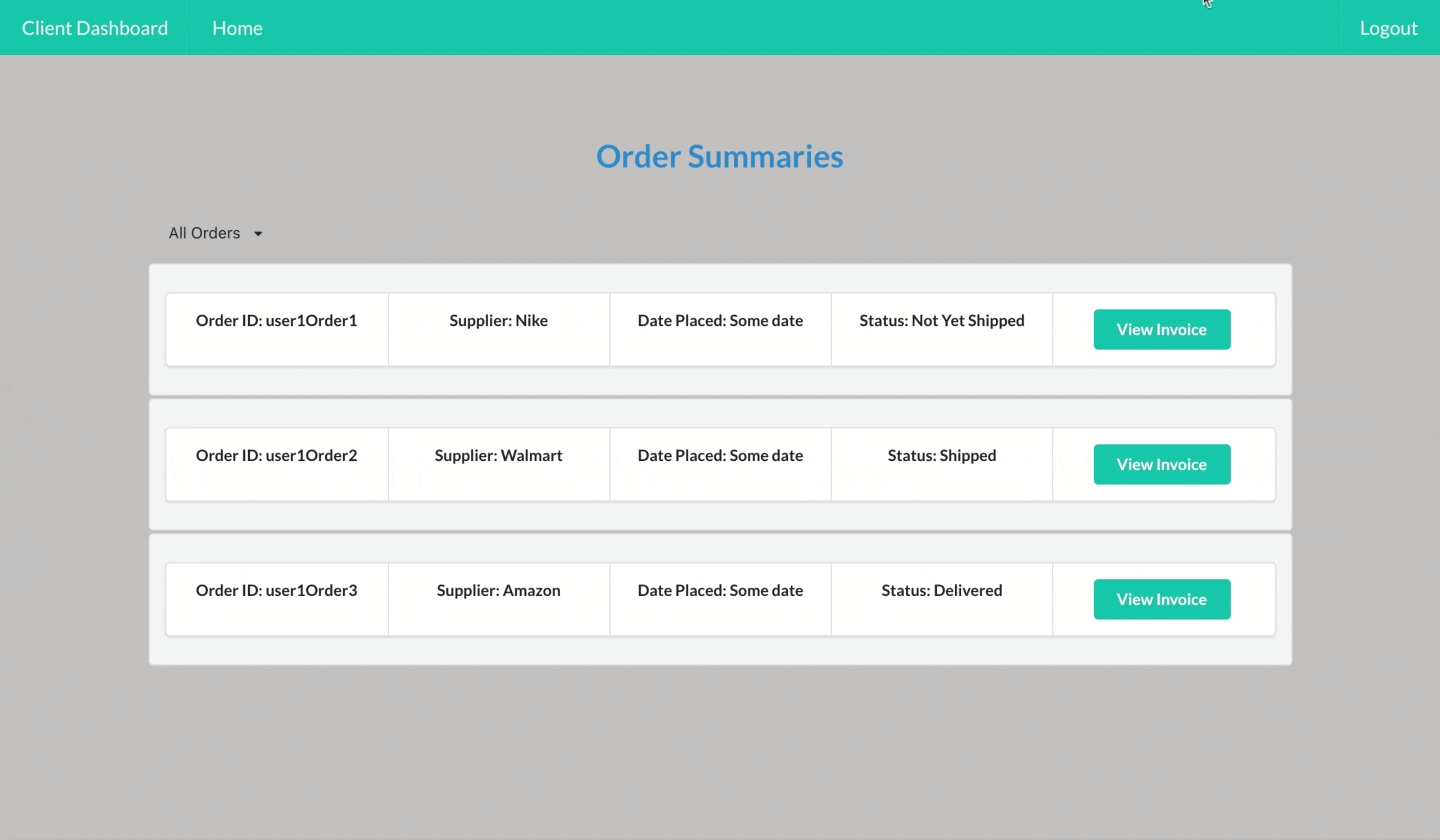 Client Dashboard Home Logout
Order Summaries
All Orders
Order ID: user1Order1 Supplier: Nike Date Placed: Some date Status: Not Yet Shipped View Invoice
Order ID: user1Order2 Supplier: Walmart Date Placed: Some date Status: Shipped View Invoice
Order ID: user1Order3 Supplier: Amazon Date Placed: Some date Status: Delivered View Invoice